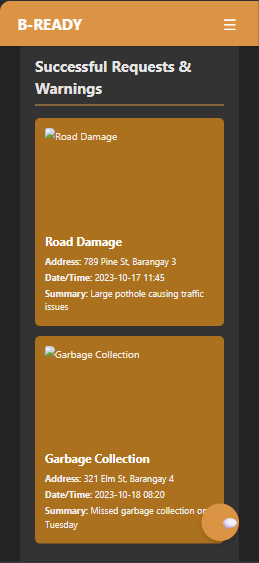 B-READY
☰
Successful Requests &
Warnings
Road Damage
Road Damage
Address: 789 Pine St, Barangay 3
Date/Time: 2023-10-17 11:45
Summary: Large pothole causing traffic
issues
Garbage Collection
Garbage Collection
Address: 321 Elm St, Barangay 4
Date/Time: 2023-10-18 08:20
Summary: Missed garbage collection on
Tuesday